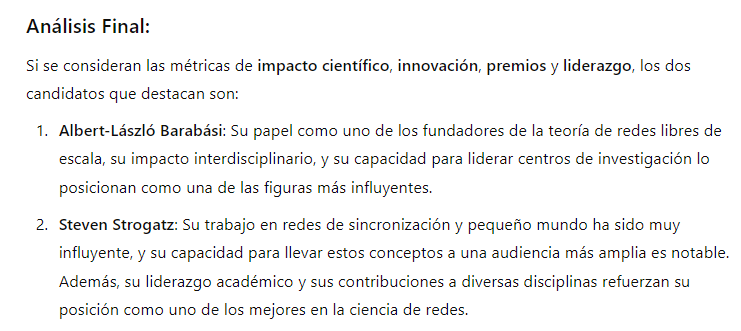 Análisis Final:
Si se consideran las métricas de impacto científico, innovación, premios y liderazgo, los dos
candidatos que destacan son:
1. Albert-László Barabási: Su papel como uno de los fundadores de la teoría de redes libres de
escala, su impacto interdisciplinario, y su capacidad para liderar centros de investigación lo
posicionan como una de las figuras más influyentes.
2. Steven Strogatz: Su trabajo en redes de sincronización y pequeño mundo ha sido muy
influyente, y su capacidad para llevar estos conceptos a una audiencia más amplia es notable.
Además, su liderazgo académico y sus contribuciones a diversas disciplinas refuerzan su
posición como uno de los mejores en la ciencia de redes.